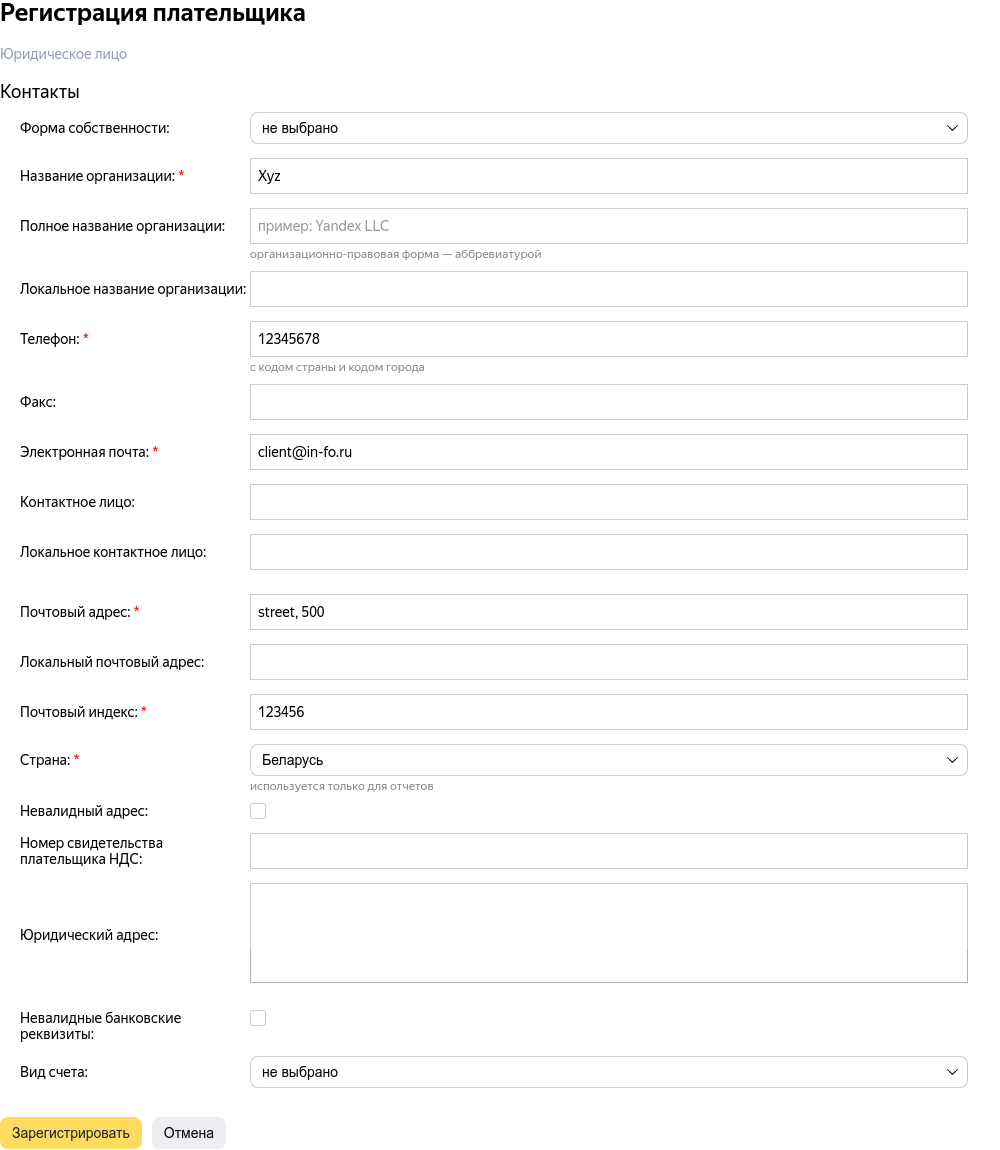 Регистрация плательщика
Юридическое лицо
Контакты
Форма собственности: не выбрано
Название организации: * Xyz
Полное название организации: пример: Yandex LLC
организационно-правовая форма — аббревиатурой
Локальное название организации:
Телефон: * 12345678
с кодом страны и кодом города
Факс:
Электронная почта: * client@in-fo.ru
Контактное лицо:
Локальное контактное лицо:
Почтовый адрес: * street, 500
Локальный почтовый адрес:
Почтовый индекс: * 123456
Страна: * Беларусь
используется только для отчетов
Невалидный адрес:
Номер свидетельства
плательщика НДС:
Юридический адрес:
Невалидные банковские
реквизиты:
Вид счета: не выбрано
Зарегистрировать Отмена